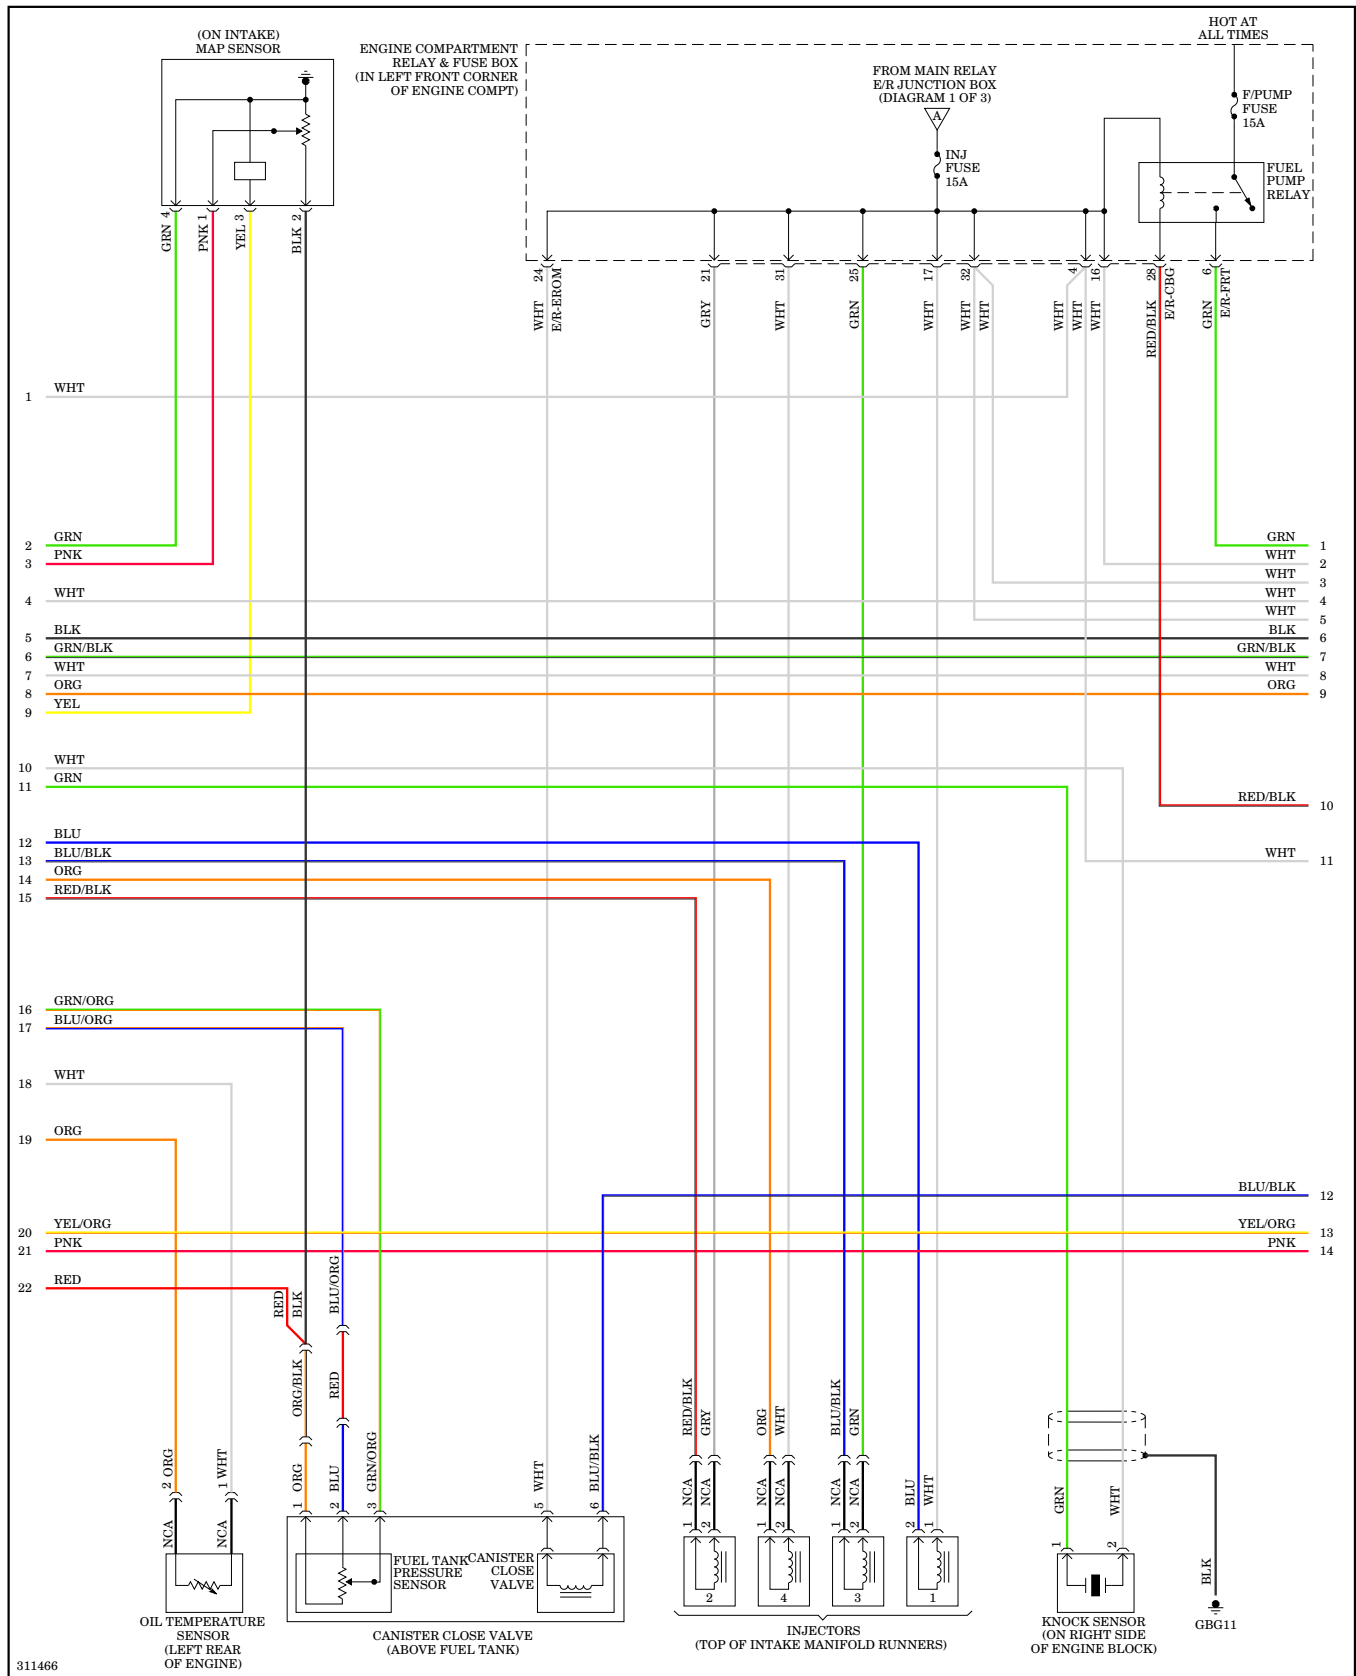 (ON INTAKE)
MAP SENSOR
ENGINE COMPARTMENT
RELAY & FUSE BOX
(IN LEFT FRONT CORNER
OF ENGINE COMPT)
FROM MAIN RELAY
E/R JUNCTION BOX
(DIAGRAM 1 OF 3)
A
HOT AT
ALL TIMES
F/PUMP
FUSE
15A
INJ
FUSE
15A
FUEL
PUMP
RELAY
GRN 4
PNK 1
YEL 3
BLK 2
WHT 24
E/R-EROM
GRY 21
WHT 31
GRN 25
WHT 17
WHT 32
WHT
WHT
WHT 4
WHT 16
RED/BLK 28
E/R-CBG
GRN 6
E/R-FRT
1 WHT
2 GRN
3 PNK
4 WHT
5 BLK
6 GRN/BLK
7 WHT
8 ORG
9 YEL
10 WHT
11 GRN
12 BLU
13 BLU/BLK
14 ORG
15 RED/BLK
16 GRN/ORG
17 BLU/ORG
18 WHT
19 ORG
20 YEL/ORG
21 PNK
22 RED
GRN 1
WHT 2
WHT 3
WHT 4
WHT 5
BLK 6
GRN/BLK 7
WHT 8
ORG 9
RED/BLK 10
WHT 11
BLU/BLK 12
YEL/ORG 13
PNK 14
RED
BLK
BLU/ORG
ORG/BLK
RED
2 ORG
1 WHT
NCA
NCA
1 ORG
2 BLU
3 GRN/ORG
5 WHT
6 BLU/BLK
RED/BLK
GRY
ORG
WHT
BLU/BLK
GRN
1 NCA
2 NCA
1 NCA
2 NCA
1 NCA
2 NCA
2 BLU
1 WHT
1 GRN
2 WHT
BLK
FUEL TANK
PRESSURE
SENSOR
CANISTER
CLOSE
VALVE
2
4
3
1
OIL TEMPERATURE
SENSOR
(LEFT REAR
OF ENGINE)
CANISTER CLOSE VALVE
(ABOVE FUEL TANK)
INJECTORS
(TOP OF INTAKE MANIFOLD RUNNERS)
KNOCK SENSOR
(ON RIGHT SIDE
OF ENGINE BLOCK)
GBG11
311466